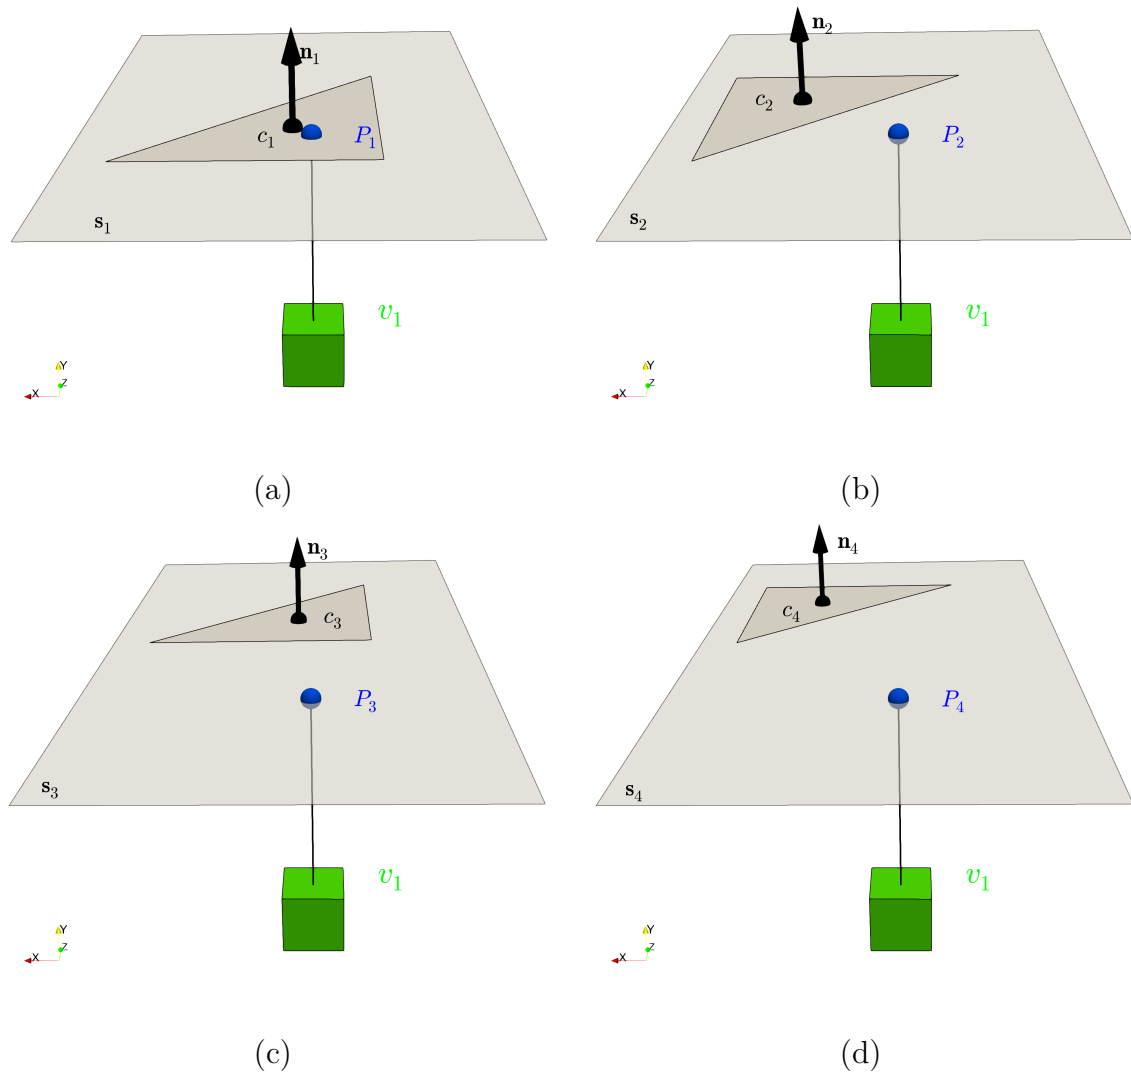 n₁
c₁
P₁
s₁
v₁
Y
Z
X
(a)
n₂
c₂
P₂
s₂
v₁
Y
Z
X
(b)
n₃
c₃
P₃
s₃
v₁
Y
Z
X
(c)
n₄
c₄
P₄
s₄
v₁
Y
Z
X
(d)